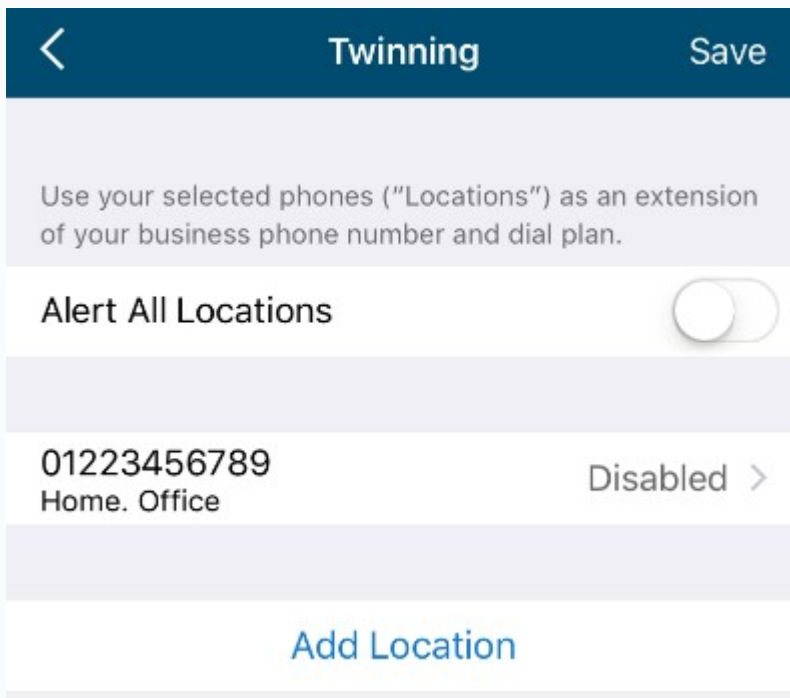 Twinning Save
Use your selected phones (“Locations”) as an extension
of your business phone number and dial plan.
Alert All Locations
01223456789
Home. Office
Disabled
Add Location